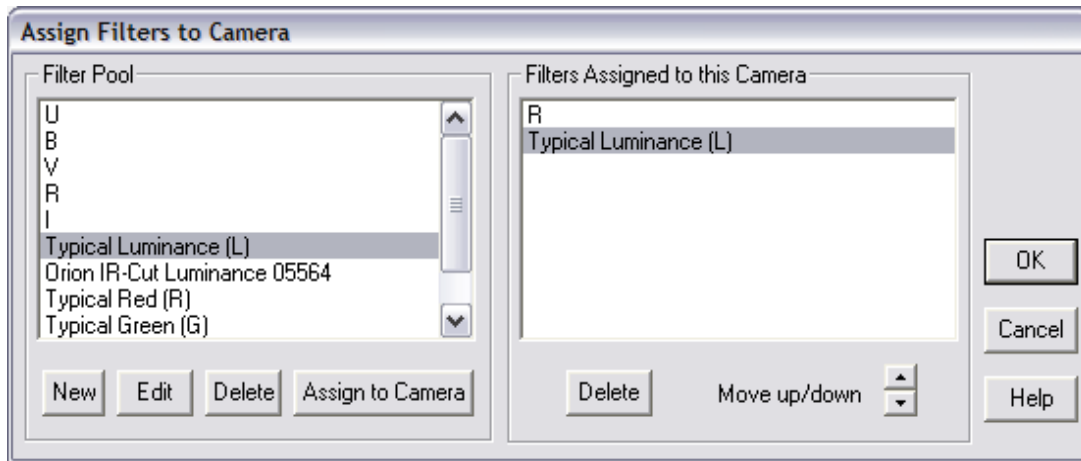 Assign Filters to Camera
Filter Pool
U
B
V
R
I
Typical Luminance (L)
Orion IR-Cut Luminance 05564
Typical Red (R)
Typical Green (G)
New Edit Delete Assign to Camera
Filters Assigned to this Camera
R
Typical Luminance (L)
Delete Move up/down
OK
Cancel
Help